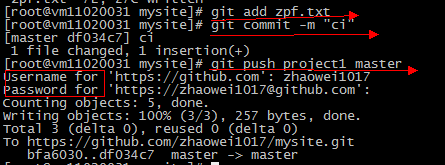 [root@vm11020031 mysite]# git add zpf.txt
[root@vm11020031 mysite]# git commit -m "ci"
[master df034c7] ci
 1 file changed, 1 insertion(+)
[root@vm11020031 mysite]# git push project1 master
Username for 'https://github.com': zhaowei1017
Password for 'https://zhaowei1017@github.com':
Counting objects: 5, done.
Writing objects: 100% (3/3), 257 bytes, done.
Total 3 (delta 0), reused 0 (delta 0)
To https://github.com/zhaowei1017/mysite.git
   bfa6030..df034c7  master -> master